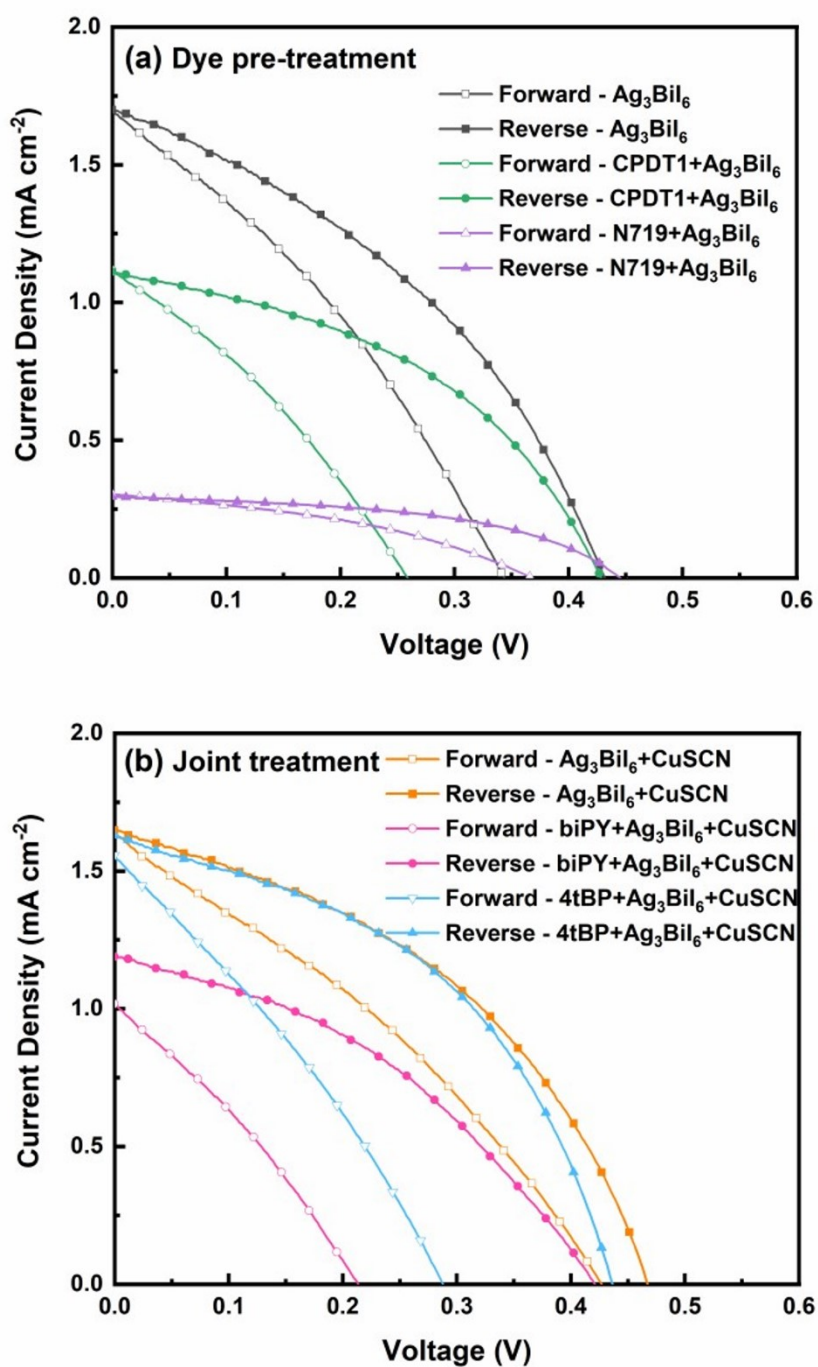 (a) Dye pre-treatment
Forward - Ag₃BiI₆
Reverse - Ag₃BiI₆
Forward - CPDT1+Ag₃BiI₆
Reverse - CPDT1+Ag₃BiI₆
Forward - N719+Ag₃BiI₆
Reverse - N719+Ag₃BiI₆
2.0
1.5
1.0
0.5
0.0
Current Density (mA cm⁻²)
0.0 0.1 0.2 0.3 0.4 0.5 0.6
Voltage (V)
(b) Joint treatment
Forward - Ag₃BiI₆+CuSCN
Reverse - Ag₃BiI₆+CuSCN
Forward - biPY+Ag₃BiI₆+CuSCN
Reverse - biPY+Ag₃BiI₆+CuSCN
Forward - 4tBP+Ag₃BiI₆+CuSCN
Reverse - 4tBP+Ag₃BiI₆+CuSCN
2.0
1.5
1.0
0.5
0.0
Current Density (mA cm⁻²)
0.0 0.1 0.2 0.3 0.4 0.5 0.6
Voltage (V)